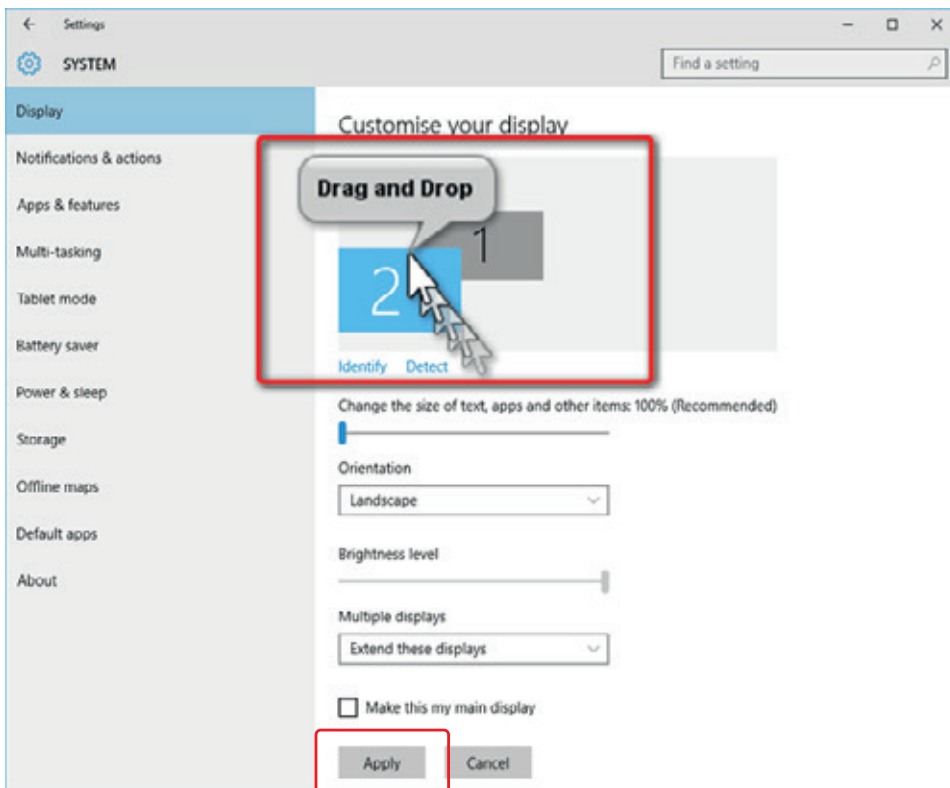 Settings
SYSTEM
Find a setting
Display
Notifications & actions
Apps & features
Multi-tasking
Tablet mode
Battery saver
Power & sleep
Storage
Offline maps
Default apps
About
Customise your display
Drag and Drop
1
2
Identify Detect
Change the size of text, apps and other items: 100% (Recommended)
Orientation
Landscape
Brightness level
Multiple displays
Extend these displays
Make this my main display
Apply Cancel